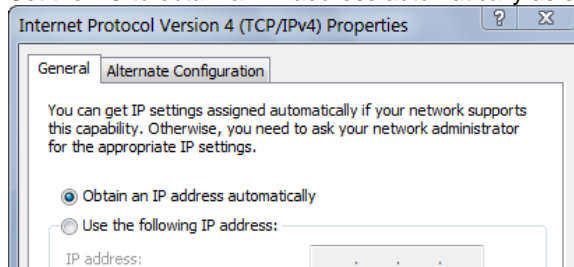 Internet Protocol Version 4 (TCP/IPv4) Properties
General Alternate Configuration
You can get IP settings assigned automatically if your network supports
this capability. Otherwise, you need to ask your network administrator
for the appropriate IP settings.
Obtain an IP address automatically
Use the following IP address:
IP address: